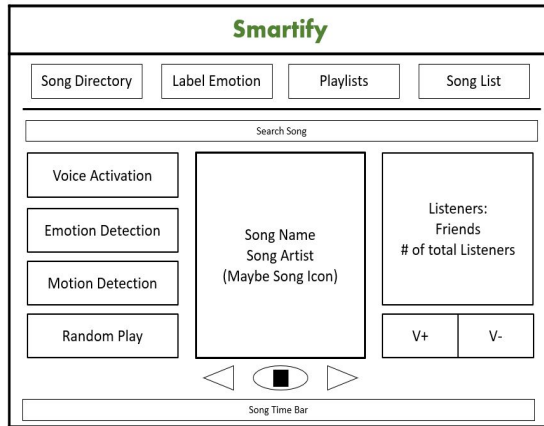 Smartify
Song Directory
Label Emotion
Playlists
Song List
Search Song
Voice Activation
Emotion Detection
Motion Detection
Random Play
Song Name
Song Artist
(Maybe Song Icon)
Listeners:
Friends
# of total Listeners
V+
V-
Song Time Bar